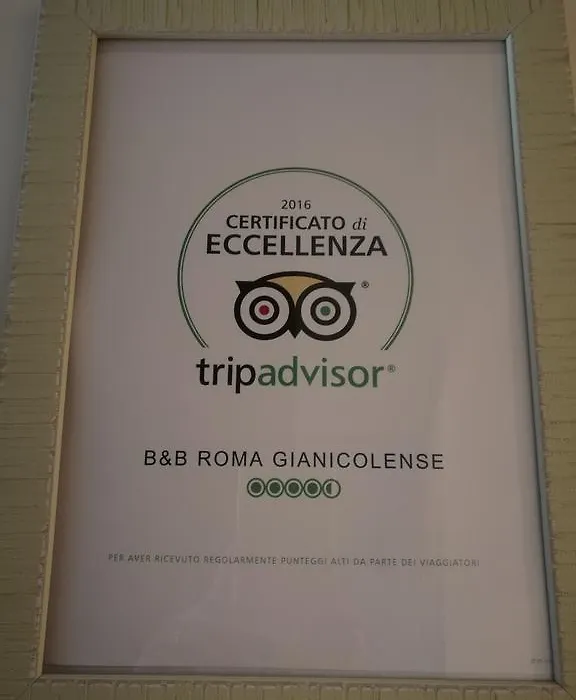 2016
CERTIFICATO di
ECCELLENZA
®
tripadvisor®
B&B ROMA GIANICOLENSE
PER AVER RICEVUTO REGOLARMENTE PUNTEGGI ALTI DA PARTE DEI VIAGGIATORI